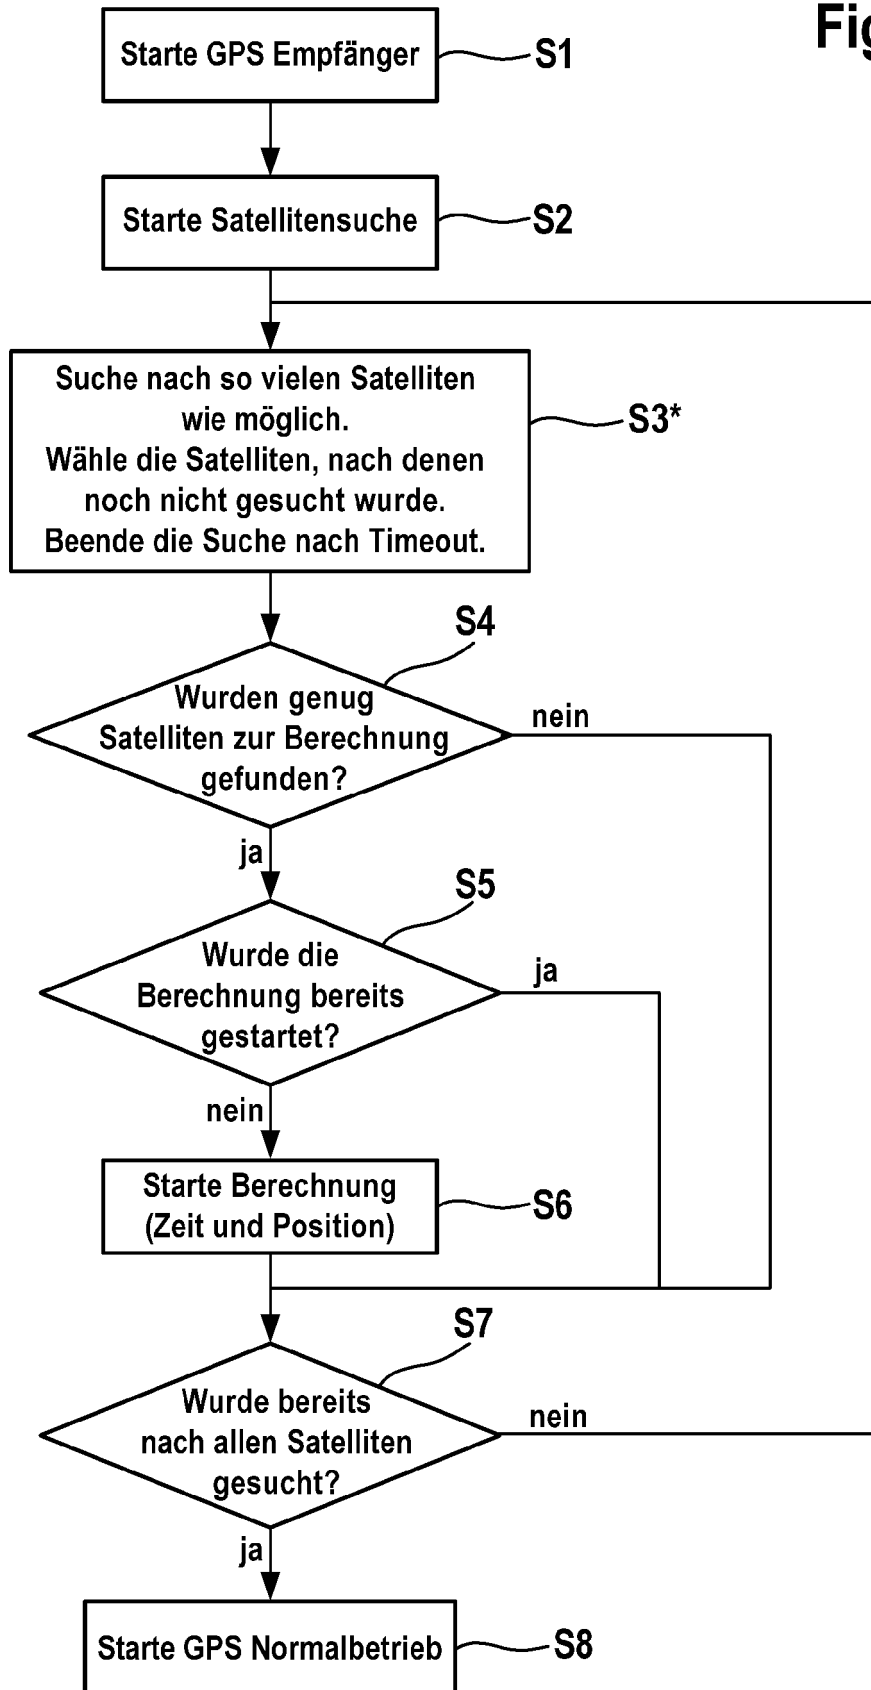 Fig
Starte GPS Empfänger
S1
Starte Satellitensuche
S2
Suche nach so vielen Satelliten
wie möglich.
Wähle die Satelliten, nach denen
noch nicht gesucht wurde.
Beende die Suche nach Timeout.
S3*
S4
Wurden genug
Satelliten zur Berechnung
gefunden?
nein
ja
S5
Wurde die
Berechnung bereits
gestartet?
ja
nein
Starte Berechnung
(Zeit und Position)
S6
S7
Wurde bereits
nach allen Satelliten
gesucht?
nein
ja
Starte GPS Normalbetrieb
S8